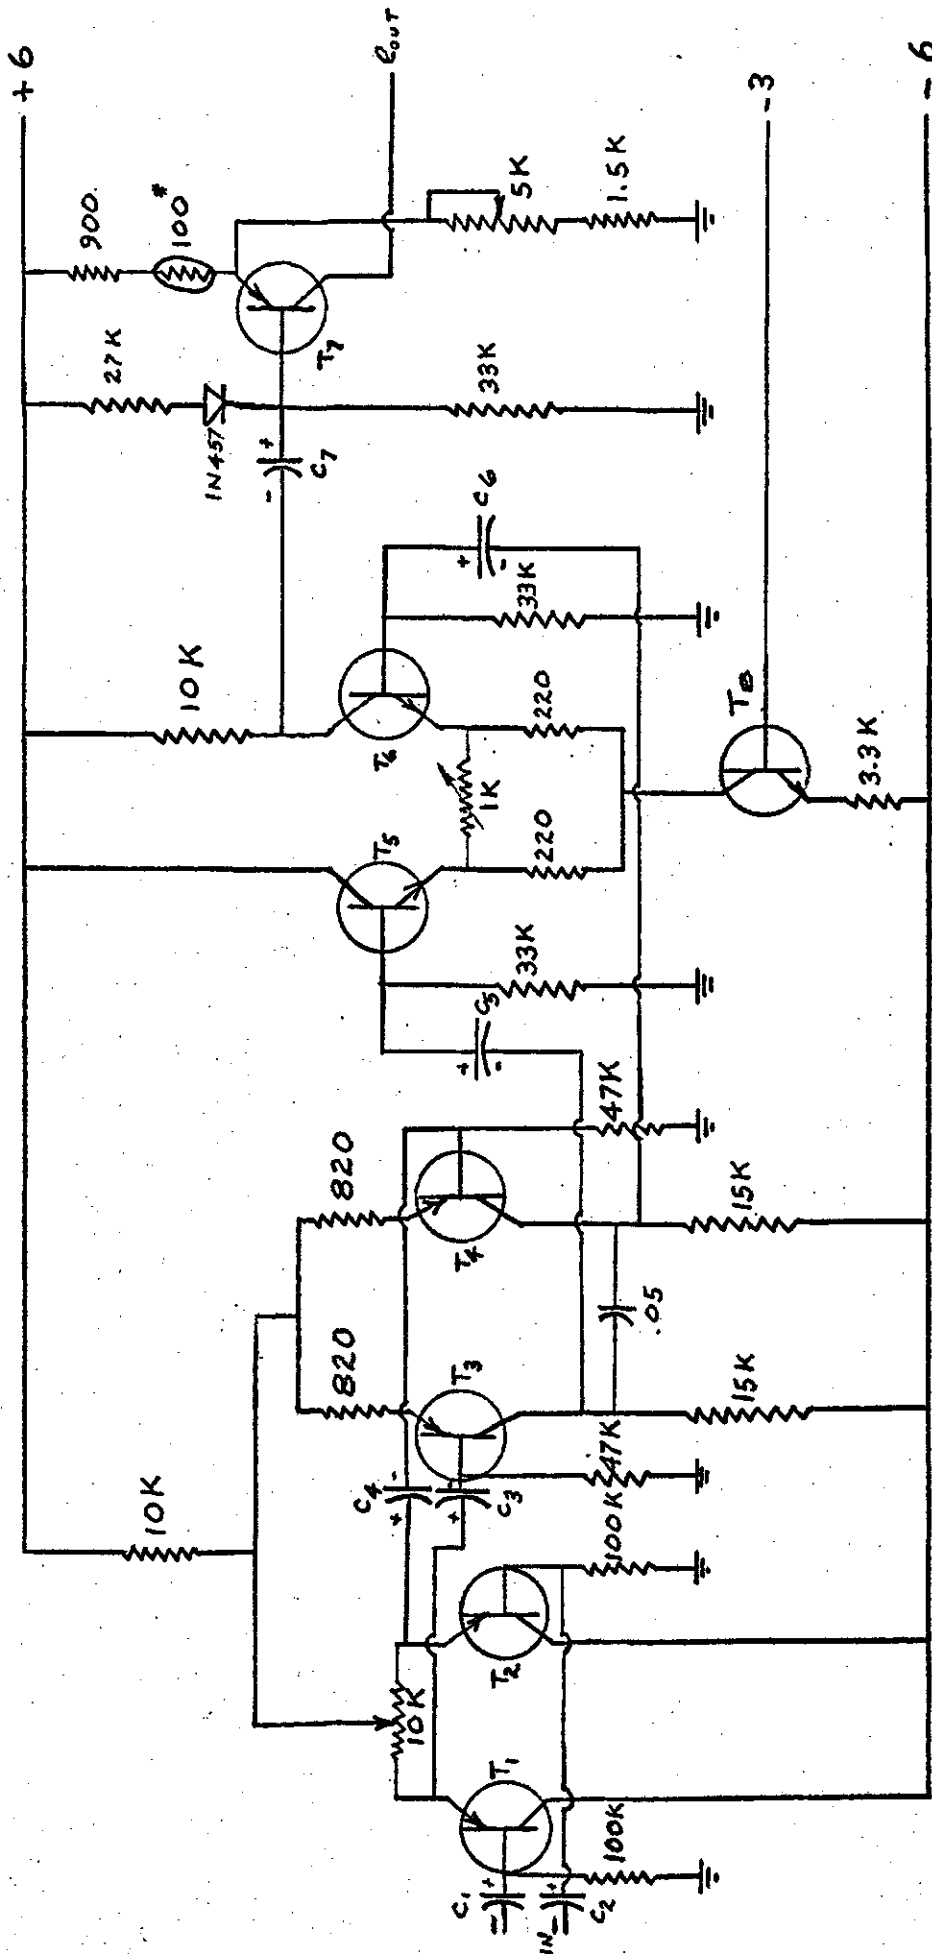 +6
10K
10K
27K
900.
100#
820
820
1N457
- +
C7
T7
eOUT
C4
+ -
+
C3
T3
T4
T5
T6
1K
220
220
10K
T1
T2
C1
+
-
IN
-
+
C2
100K
100K
47K
47K
.05
15K
15K
C5
+
-
33K
33K
C6
+
-
33K
5K
1.5K
T8
-3
3.3K
-6